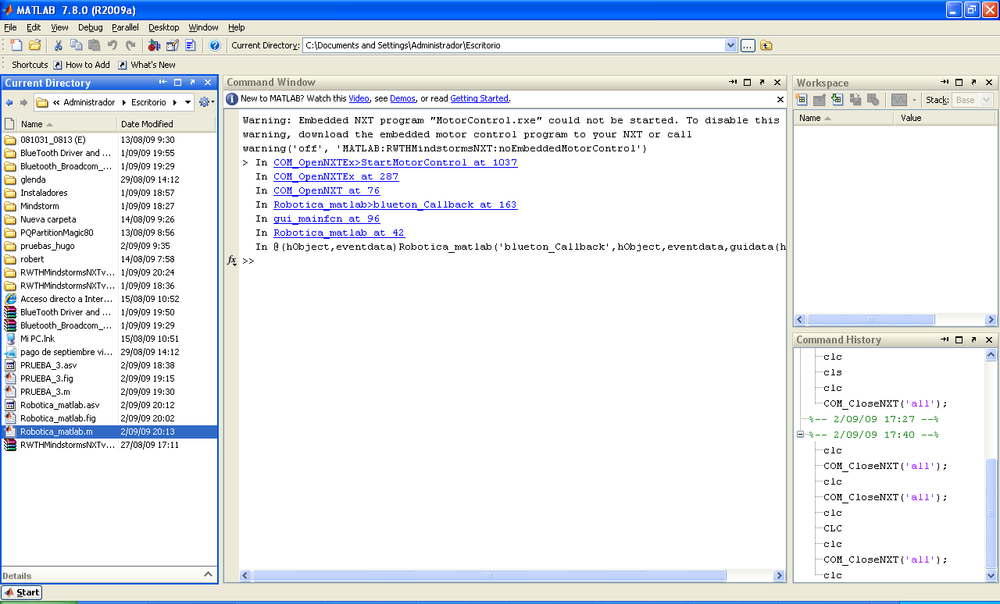 MATLAB 7.8.0 (R2009a)
File Edit View Debug Parallel Desktop Window Help
Current Directory: C:\Documents and Settings\Administrador\Escritorio ...
Shortcuts How to Add What's New
Current Directory
« Administrador Escritorio
Name Date Modified
081031_0813 (E) 13/08/09 9:30
BlueTooth Driver and ... 1/09/09 19:55
Bluetooth_Broadcom_... 1/09/09 19:29
glenda 29/08/09 14:12
Instaladores 1/09/09 18:57
Mindstorm 1/09/09 18:27
Nueva carpeta 14/08/09 9:26
PQPartitionMagic80 13/08/09 8:56
pruebas_hugo 2/09/09 9:35
robert 14/08/09 7:58
RWTHMindstormsNXTv... 1/09/09 20:24
RWTHMindstormsNXTv... 1/09/09 18:36
Acceso directo a Inter... 15/08/09 10:52
BlueTooth Driver and ... 1/09/09 19:50
Bluetooth_Broadcom_... 1/09/09 19:29
Mi PC.lnk 15/08/09 10:51
pago de septiembre vi... 29/08/09 14:12
PRUEBA_3.asv 2/09/09 18:38
PRUEBA_3.fig 2/09/09 19:15
PRUEBA_3.m 2/09/09 19:30
Robotica_matlab.asv 2/09/09 20:12
Robotica_matlab.fig 2/09/09 20:02
Robotica_matlab.m 2/09/09 20:13
RWTHMindstormsNXTv... 27/08/09 17:11
Details
Start
Command Window
New to MATLAB? Watch this Video, see Demos, or read Getting Started.
Warning: Embedded NXT program "MotorControl.rxe" could not be started. To disable this
warning, download the embedded motor control program to your NXT or call
warning('off', 'MATLAB:RWTHMindstormsNXT:noEmbeddedMotorControl')
> In COM_OpenNXTEx>StartMotorControl at 1037
In COM_OpenNXTEx at 287
In COM_OpenNXT at 76
In Robotica_matlab>blueton_Callback at 163
In gui_mainfcn at 96
In Robotica_matlab at 42
In @(hObject,eventdata)Robotica_matlab('blueton_Callback',hObject,eventdata,guidata(h
fx >>
Workspace
Stack: Base
Name Value
Command History
clc
cls
clc
COM_CloseNXT('all');
%-- 2/09/09 17:27 --%
%-- 2/09/09 17:40 --%
clc
COM_CloseNXT('all');
clc
COM_CloseNXT('all');
clc
CLC
clc
COM_CloseNXT('all');
clc